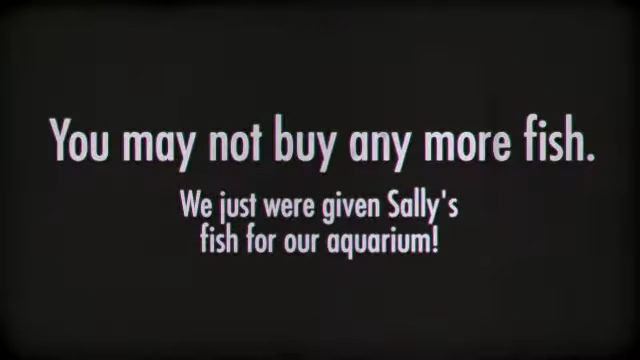 You may not buy any more fish.
We just were given Sally's
fish for our aquarium!